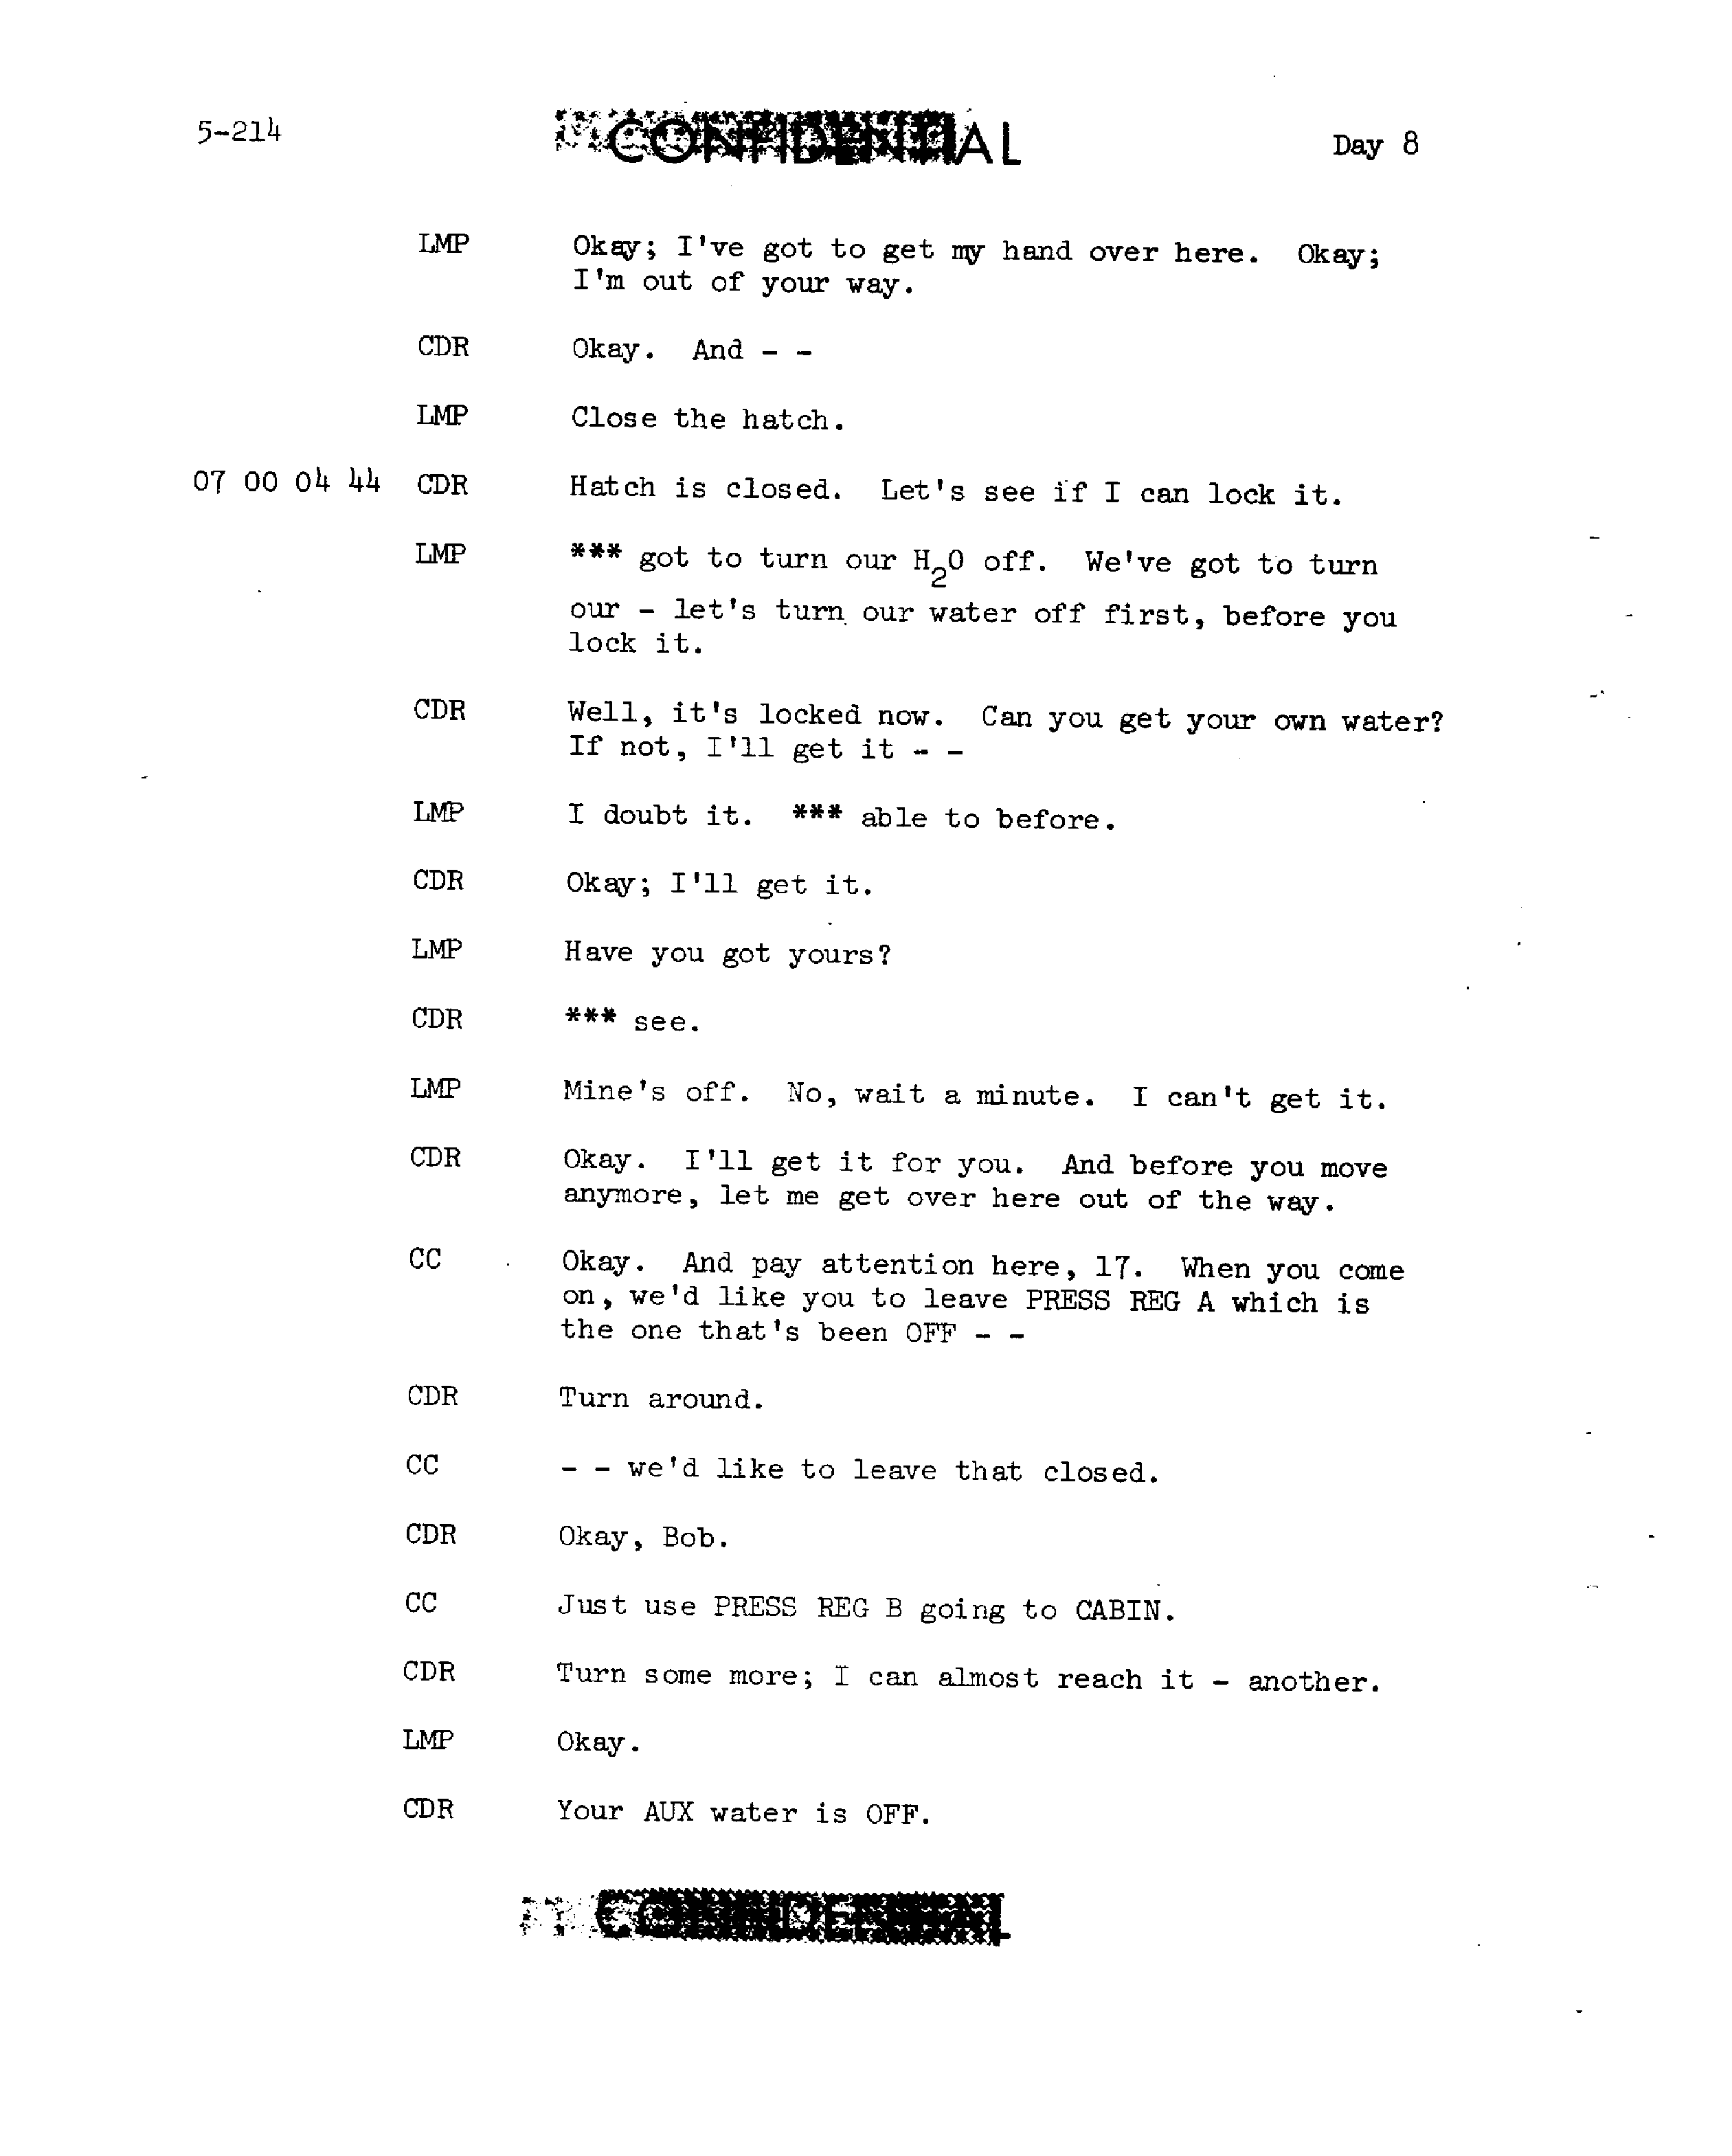 5-214 CONFIDENTIAL Day 8
LMP Okay; I've got to get my hand over here. Okay;
I'm out of your way.
CDR Okay. And - -
LMP Close the hatch.
07 00 04 44 CDR Hatch is closed. Let's see if I can lock it.
LMP *** got to turn our H₂O off. We've got to turn
our - let's turn our water off first, before you
lock it.
CDR Well, it's locked now. Can you get your own water?
If not, I'll get it - -
LMP I doubt it. *** able to before.
CDR Okay; I'll get it.
LMP Have you got yours?
CDR *** see.
LMP Mine's off. No, wait a minute. I can't get it.
CDR Okay. I'll get it for you. And before you move
anymore, let me get over here out of the way.
CC Okay. And pay attention here, 17. When you come
on, we'd like you to leave PRESS REG A which is
the one that's been OFF - -
CDR Turn around.
CC - - we'd like to leave that closed.
CDR Okay, Bob.
CC Just use PRESS REG B going to CABIN.
CDR Turn some more; I can almost reach it - another.
LMP Okay.
CDR Your AUX water is OFF.
CONFIDENTIAL